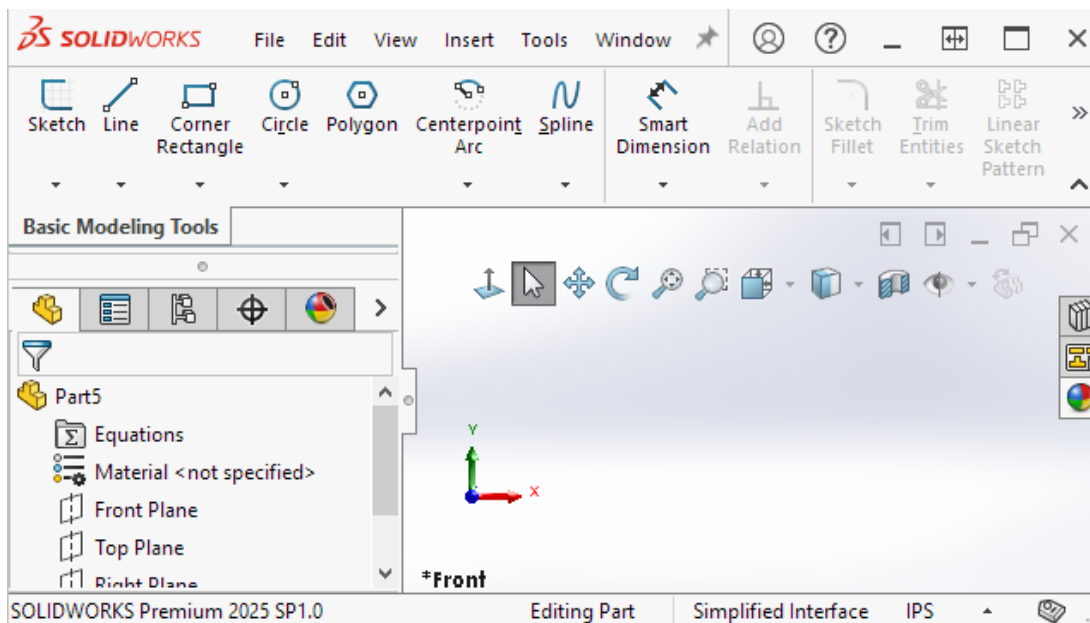 SOLIDWORKS File Edit View Insert Tools Window
Sketch Line Corner Rectangle Circle Polygon Centerpoint Arc Spline Smart Dimension Add Relation Sketch Fillet Trim Entities Linear Sketch Pattern
Basic Modeling Tools
Part5
Equations
Material <not specified>
Front Plane
Top Plane
Right Plane
Y
X
*Front
SOLIDWORKS Premium 2025 SP1.0 Editing Part Simplified Interface IPS